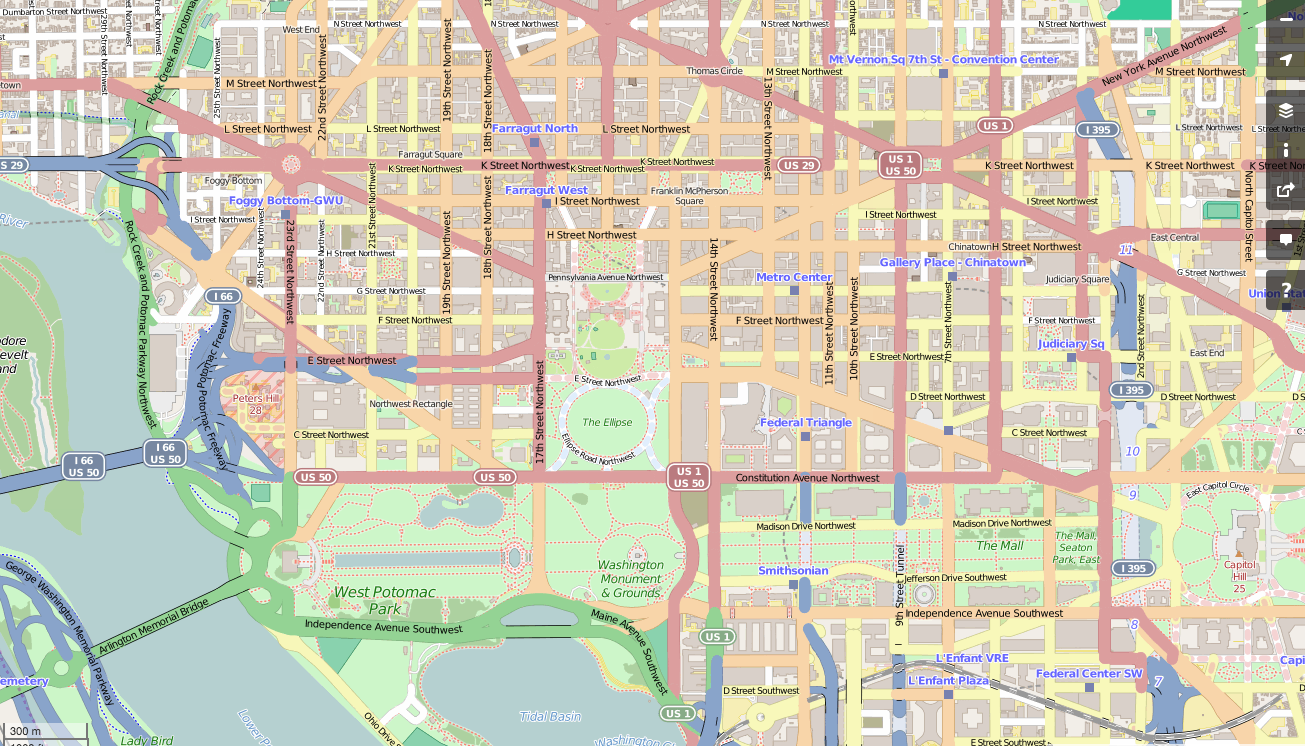 Dumbarton Street Northwest
N Street Northwest
N Street Northwest
N Street Northwest
N Street Northwest
West End
29th Street Northwest
Rock Creek and Potomac
25th Street Northwest
22nd Street Northwest
19th Street Northwest
18th Street Northwest
Thomas Circle
M Street Northwest
Mt Vernon Sq 7th St - Convention Center
New York Avenue Northwest
M Street Northwest
M Street Northwest
13th Street Northwest
L Street Northwest
L Street Northwest
Farragut North
L Street Northwest
US 1
I 395
L Street Northwest
Farragut Square
K Street Northwest
K Street Northwest
K Street Northwest
K Street Northwest
US 29
US 1
US 50
K Street Northwest
K Street Northwest
S 29
Foggy Bottom
Foggy Bottom-GWU
Farragut West
I Street Northwest
Franklin McPherson
Square
I Street Northwest
I Street Northwest
North Capitol Street
River
I Street Northwest
24th Street Northwest
23rd Street Northwest
22nd Street Northwest
21st Street Northwest
H Street Northwest
19th Street Northwest
18th Street Northwest
H Street Northwest
14th Street Northwest
Chinatown
H Street Northwest
11
East Central
Gallery Place - Chinatown
Pennsylvania Avenue Northwest
Metro Center
Judiciary Square
G Street Northwest
G Street Northwest
I 66
Rock Creek and Potomac Parkway Northwest
Potomac Freeway
Potomac Freeway
F Street Northwest
F Street Northwest
11th Street Northwest
10th Street Northwest
7th Street Northwest
F Street Northwest
2nd Street Northwest
Judiciary Sq
East End
E Street Northwest
E Street Northwest
E Street Northwest
17th Street Northwest
Peters Hill
28
Northwest Rectangle
The Ellipse
Ellipse Road Northwest
I 395
D Street Northwest
D Street Northwest
Federal Triangle
C Street Northwest
C Street Northwest
10
I 66
US 50
I 66
US 50
US 50
US 50
US 1
US 50
Constitution Avenue Northwest
9
East Capitol Circle
Madison Drive Northwest
Madison Drive Northwest
The Mall
The Mall,
Seaton
Park, East
9th Street Tunnel
Washington
Monument
& Grounds
Smithsonian
Jefferson Drive Southwest
I 395
Capitol
Hill
25
West Potomac
Park
George Washington Memorial Parkway
Arlington Memorial Bridge
Independence Avenue Southwest
Maine Avenue Southwest
Independence Avenue Southwest
8
US 1
L'Enfant VRE
L'Enfant Plaza
Federal Center SW
7
D Street Southwest
US 1
Tidal Basin
Ohio Drive S
300 m
Lady Bird
E Street Southwest